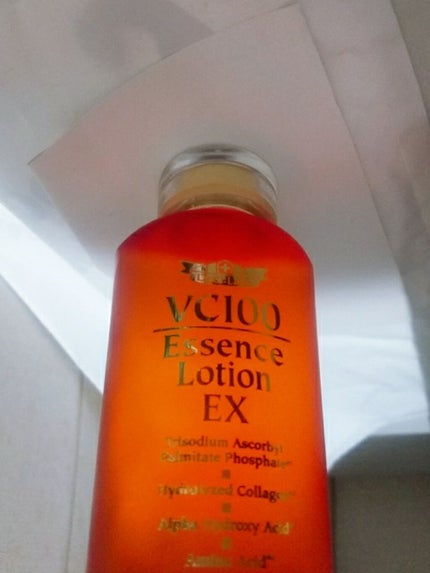 VC100
Essence
Lotion
EX
Trisodium Ascorbyl
Palmitate Phosphate
Hydrolyzed Collagen
Alpha Hydroxy Acid
Amino Acid